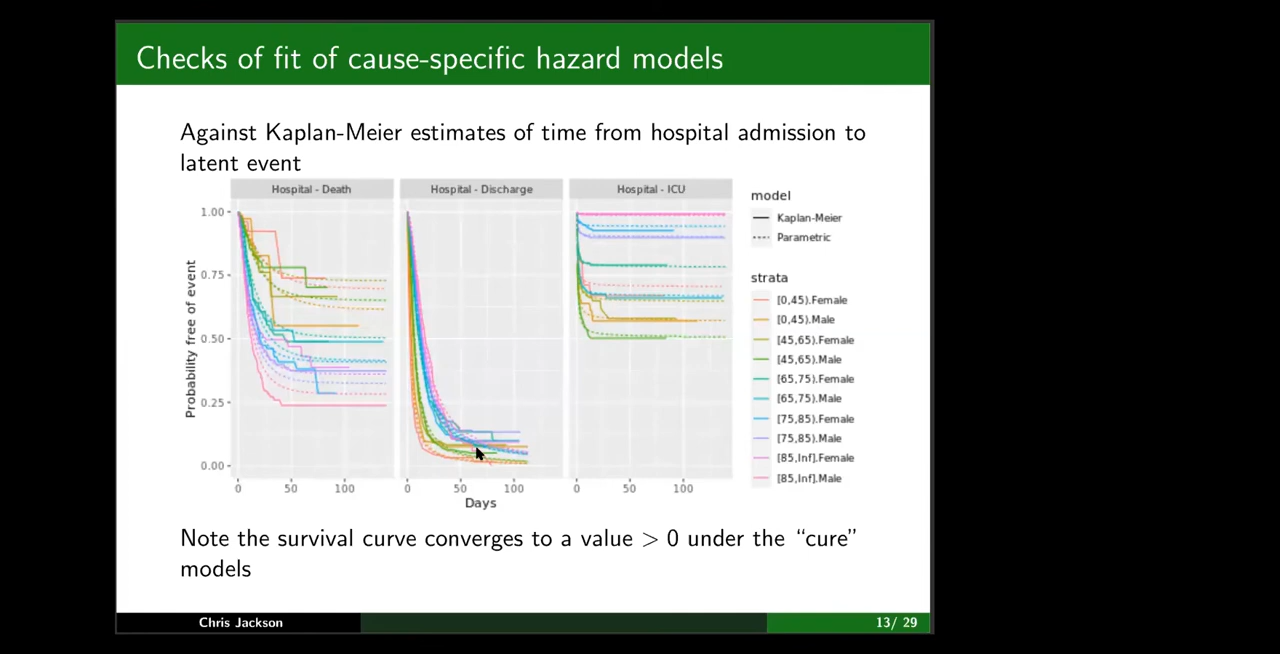 Checks of fit of cause-specific hazard models
Against Kaplan-Meier estimates of time from hospital admission to
latent event
Hospital - Death
Hospital - Discharge
Hospital - ICU
Probability free of event
1.00
0.75
0.50
0.25
0.00
0 50 100
0 50 100
0 50 100
Days
model
Kaplan-Meier
Parametric
strata
[0,45).Female
[0,45).Male
[45,65).Female
[45,65).Male
[65,75).Female
[65,75).Male
[75,85).Female
[75,85).Male
[85,Inf].Female
[85,Inf].Male
Note the survival curve converges to a value > 0 under the “cure”
models
Chris Jackson
13/ 29